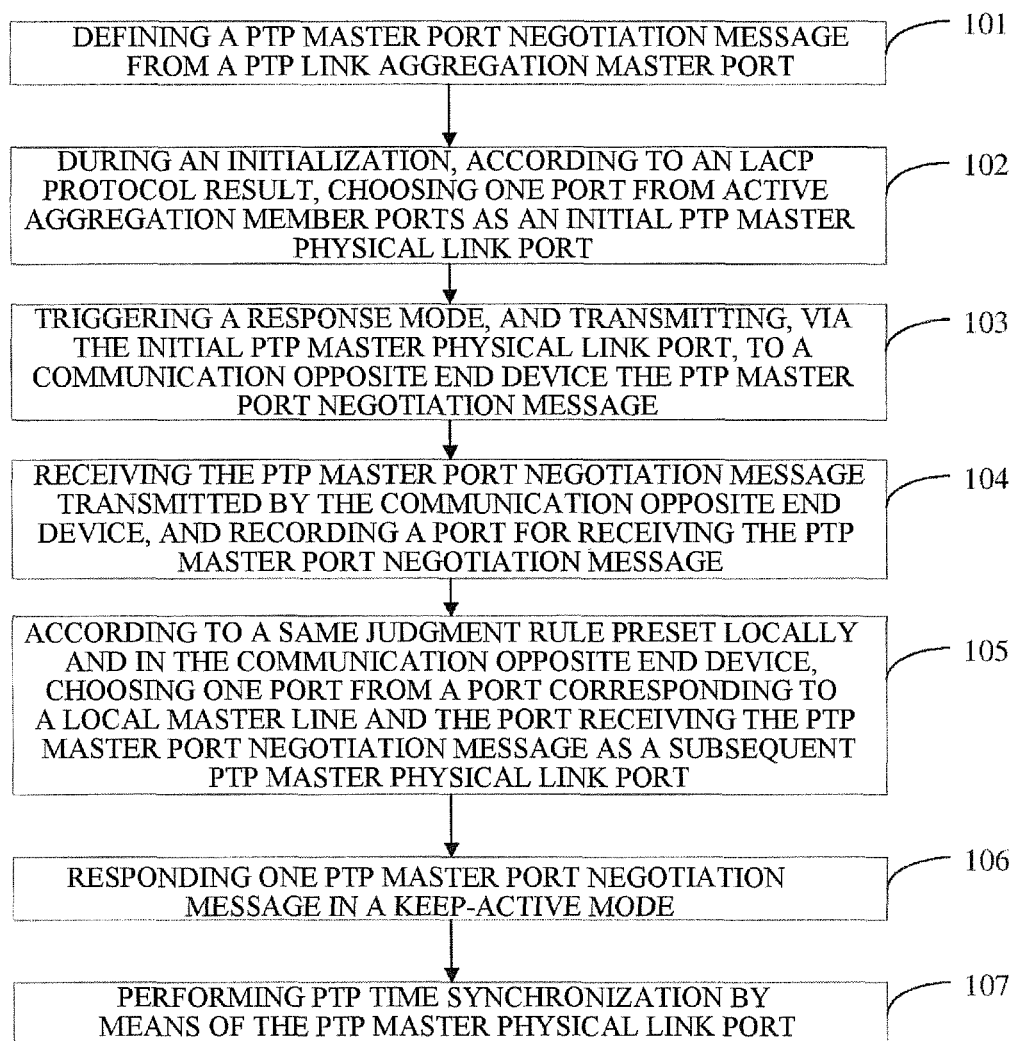 DEFINING A PTP MASTER PORT NEGOTIATION MESSAGE
FROM A PTP LINK AGGREGATION MASTER PORT
101
DURING AN INITIALIZATION, ACCORDING TO AN LACP
PROTOCOL RESULT, CHOOSING ONE PORT FROM ACTIVE
AGGREGATION MEMBER PORTS AS AN INITIAL PTP MASTER
PHYSICAL LINK PORT
102
TRIGGERING A RESPONSE MODE, AND TRANSMITTING, VIA
THE INITIAL PTP MASTER PHYSICAL LINK PORT, TO A
COMMUNICATION OPPOSITE END DEVICE THE PTP MASTER
PORT NEGOTIATION MESSAGE
103
RECEIVING THE PTP MASTER PORT NEGOTIATION MESSAGE
TRANSMITTED BY THE COMMUNICATION OPPOSITE END
DEVICE, AND RECORDING A PORT FOR RECEIVING THE PTP
MASTER PORT NEGOTIATION MESSAGE
104
ACCORDING TO A SAME JUDGMENT RULE PRESET LOCALLY
AND IN THE COMMUNICATION OPPOSITE END DEVICE,
CHOOSING ONE PORT FROM A PORT CORRESPONDING TO
A LOCAL MASTER LINE AND THE PORT RECEIVING THE PTP
MASTER PORT NEGOTIATION MESSAGE AS A SUBSEQUENT
PTP MASTER PHYSICAL LINK PORT
105
RESPONDING ONE PTP MASTER PORT NEGOTIATION
MESSAGE IN A KEEP-ACTIVE MODE
106
PERFORMING PTP TIME SYNCHRONIZATION BY
MEANS OF THE PTP MASTER PHYSICAL LINK PORT
107